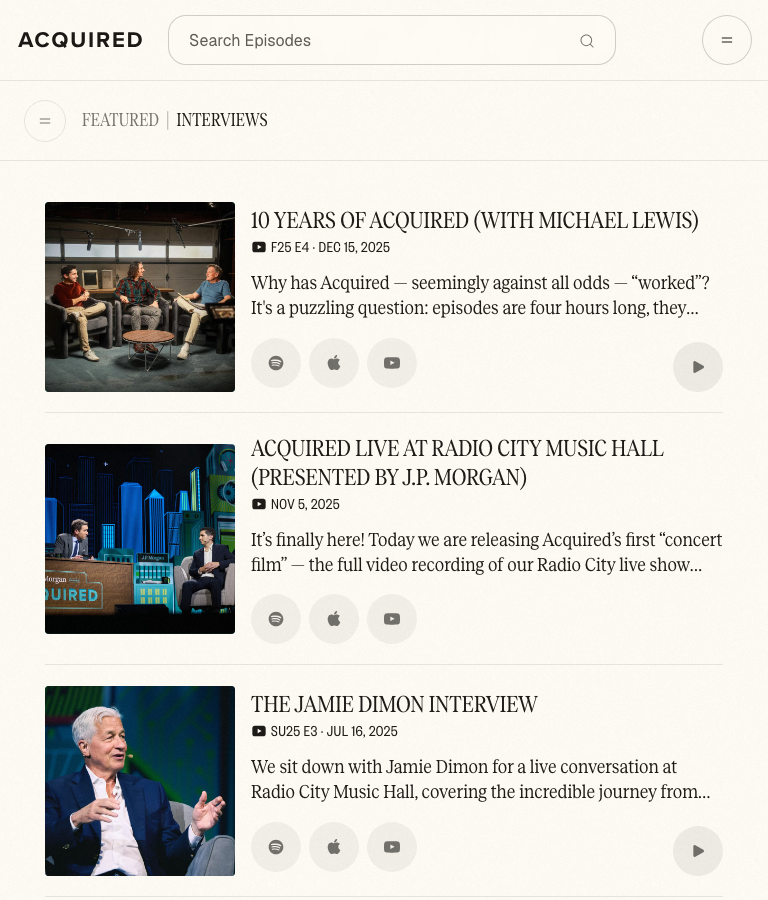 ACQUIRED
Search Episodes
FEATURED | INTERVIEWS
10 YEARS OF ACQUIRED (WITH MICHAEL LEWIS)
F25 E4 · DEC 15, 2025
Why has Acquired — seemingly against all odds — “worked”?
It's a puzzling question: episodes are four hours long, they...
ACQUIRED LIVE AT RADIO CITY MUSIC HALL
(PRESENTED BY J.P. MORGAN)
NOV 5, 2025
It’s finally here! Today we are releasing Acquired’s first “concert
film” — the full video recording of our Radio City live show...
J.P.Morgan
Morgan
QUIRED
THE JAMIE DIMON INTERVIEW
SU25 E3 · JUL 16, 2025
We sit down with Jamie Dimon for a live conversation at
Radio City Music Hall, covering the incredible journey from...